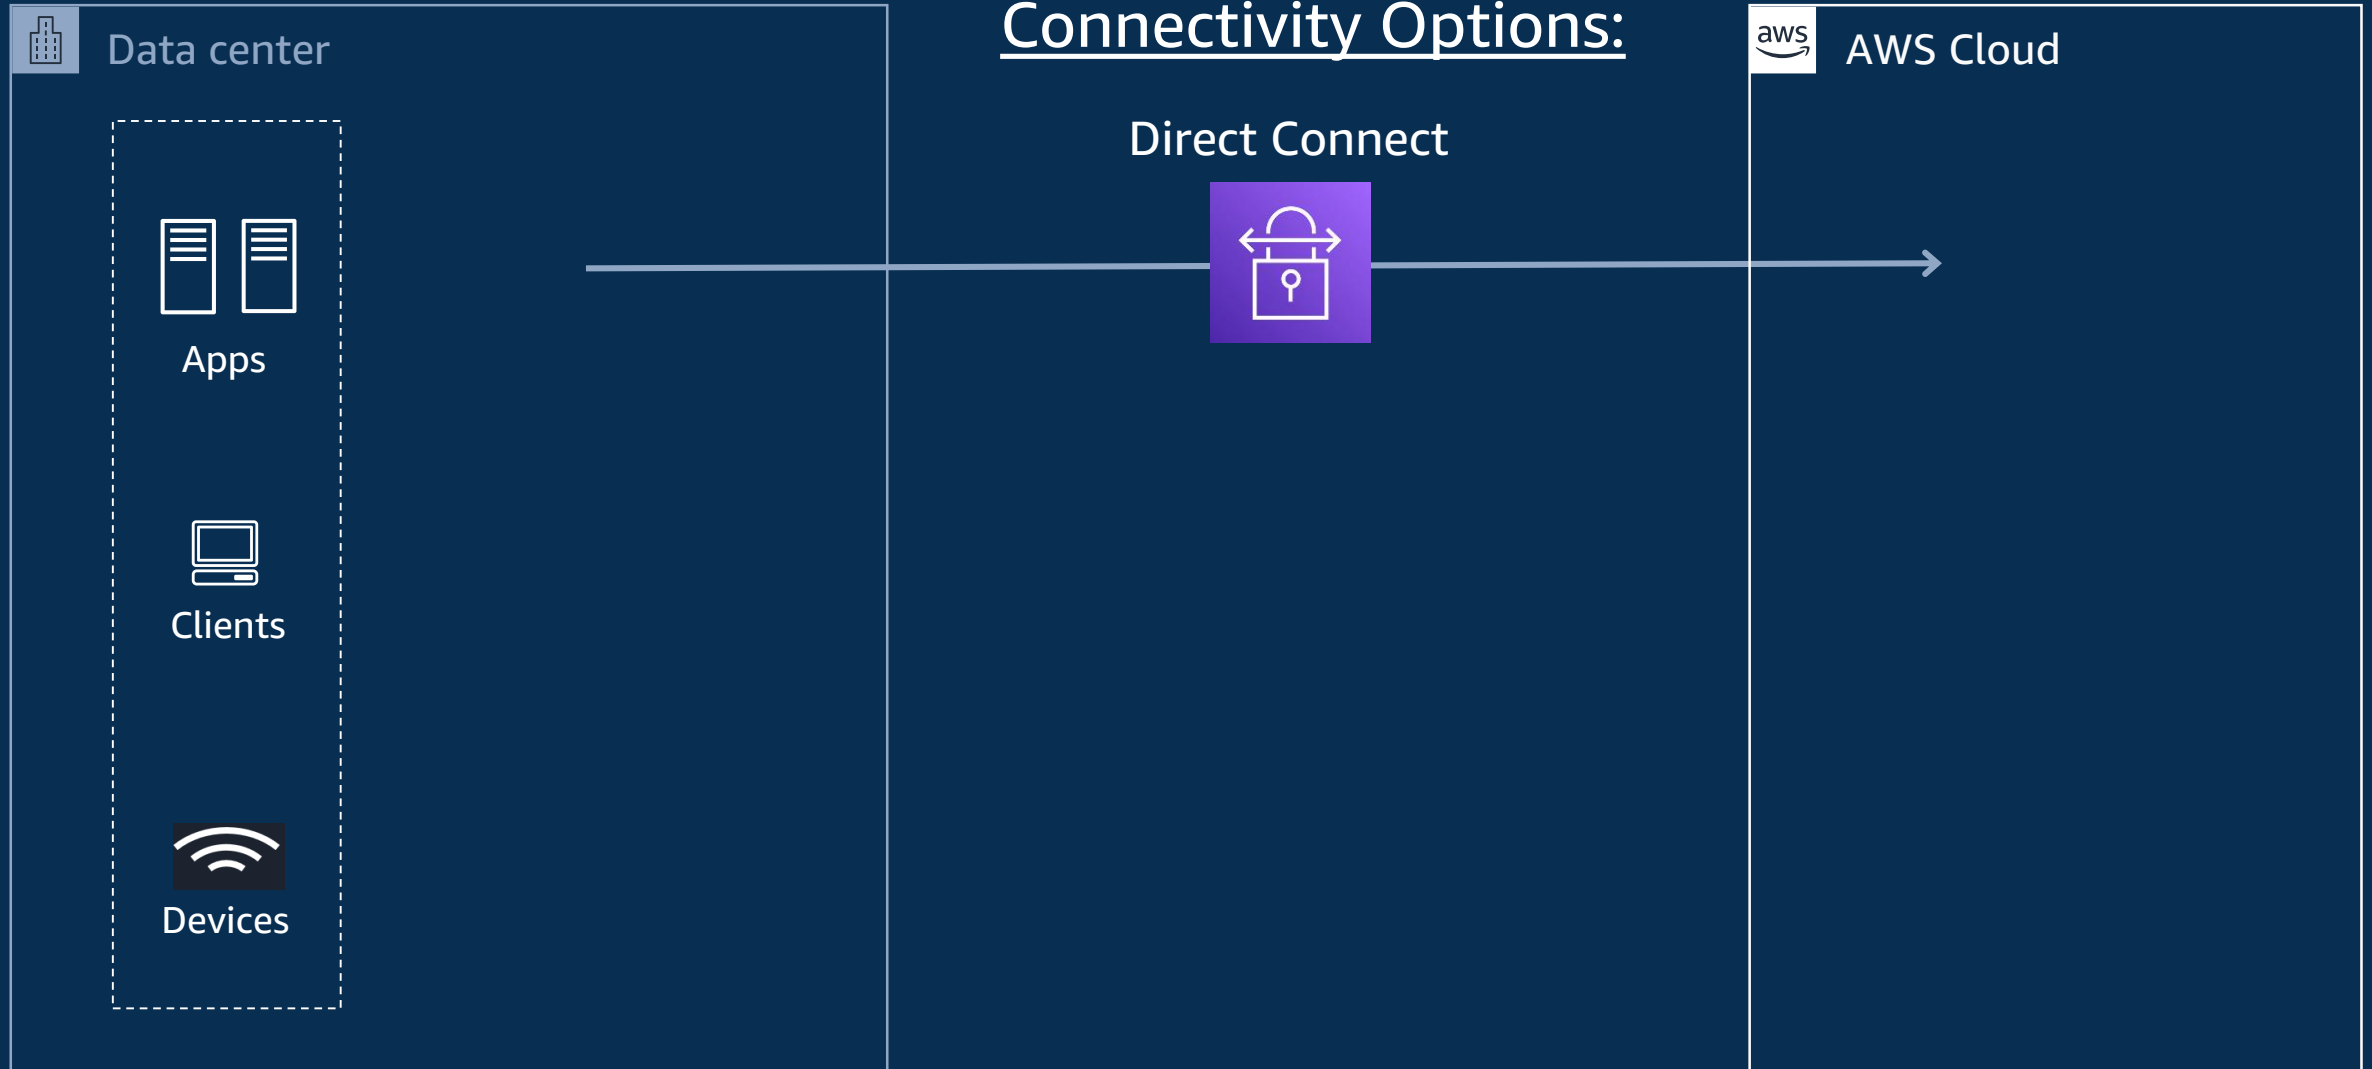 Data center
Connectivity Options:
aws
AWS Cloud
Direct Connect
Apps
Clients
Devices